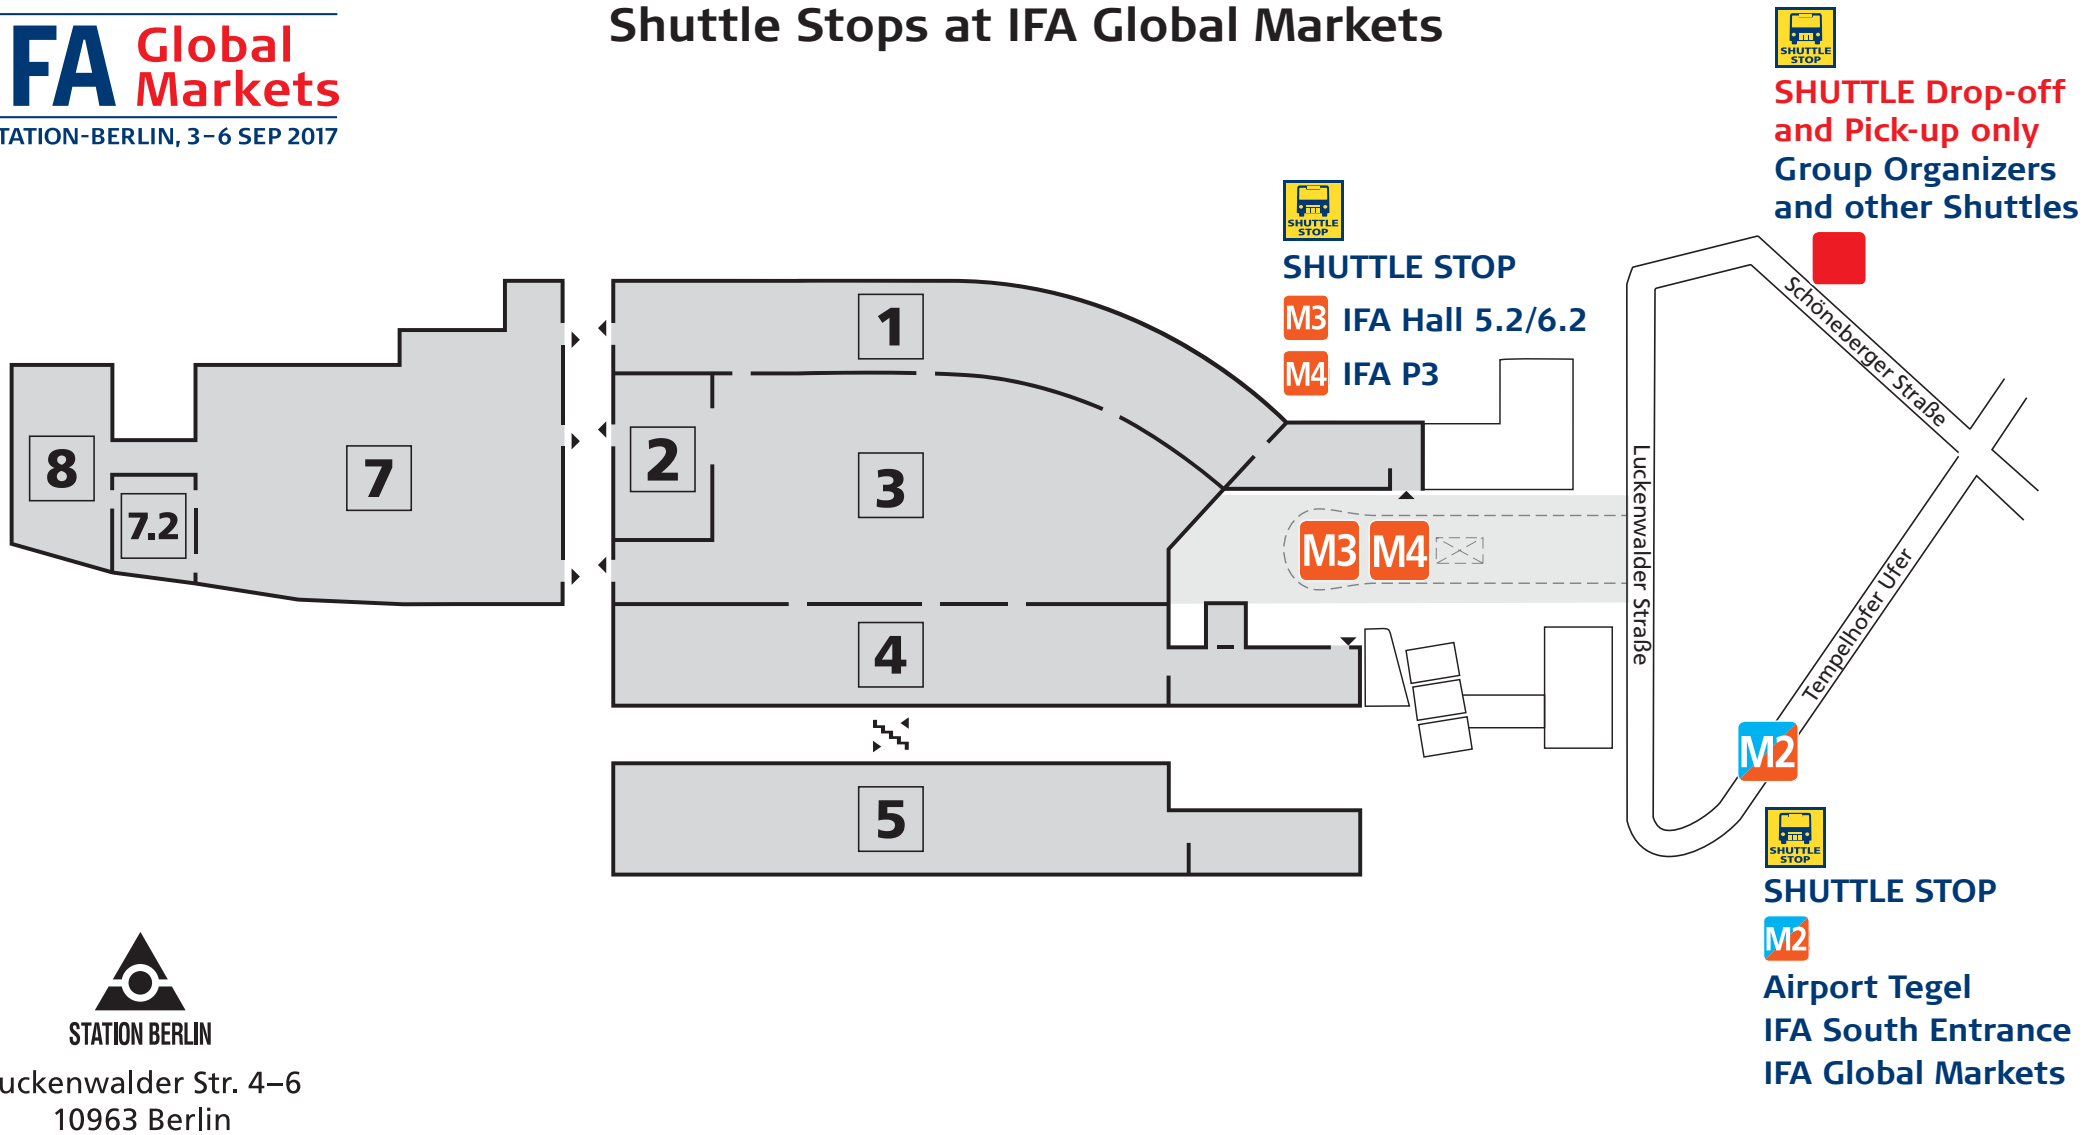 Shuttle Stops at IFA Global Markets
FA Global
Markets
TATION-BERLIN, 3–6 SEP 2017
SHUTTLE
STOP
SHUTTLE Drop-off
and Pick-up only
Group Organizers
and other Shuttles
SHUTTLE
STOP
SHUTTLE STOP
M3 IFA Hall 5.2/6.2
M4 IFA P3
1
2
3
4
5
7
7.2
8
M3 M4
Schöneberger Straße
Luckenwalder Straße
Tempelhofer Ufer
M2
SHUTTLE
STOP
SHUTTLE STOP
M2
Airport Tegel
IFA South Entrance
IFA Global Markets
STATION BERLIN
uckenwalder Str. 4–6
10963 Berlin